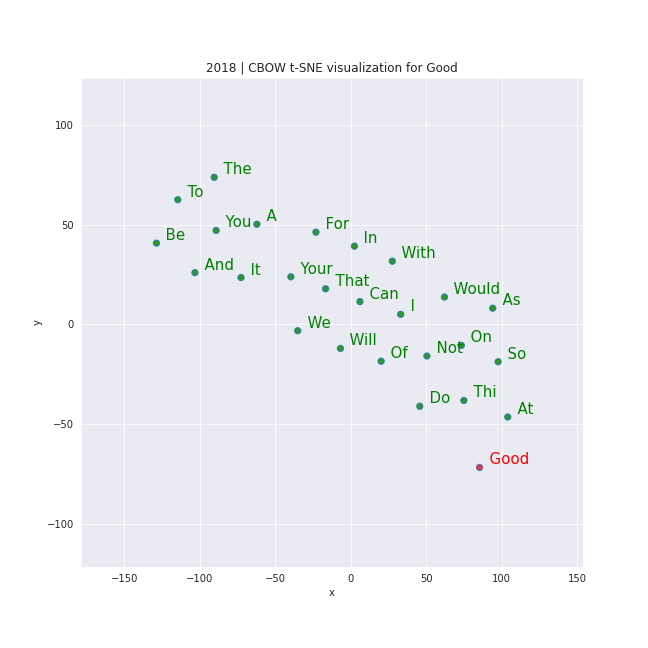 2018 | CBOW t-SNE visualization for Good
100
The
To
50
You
A
For
Be
In
With
And
It
Your
That
Can
Would
As
I
0
We
Will
Of
Not
On
So
Do
Thi
At
−50
Good
−100
−150
−100
−50
0
50
100
150
x
y